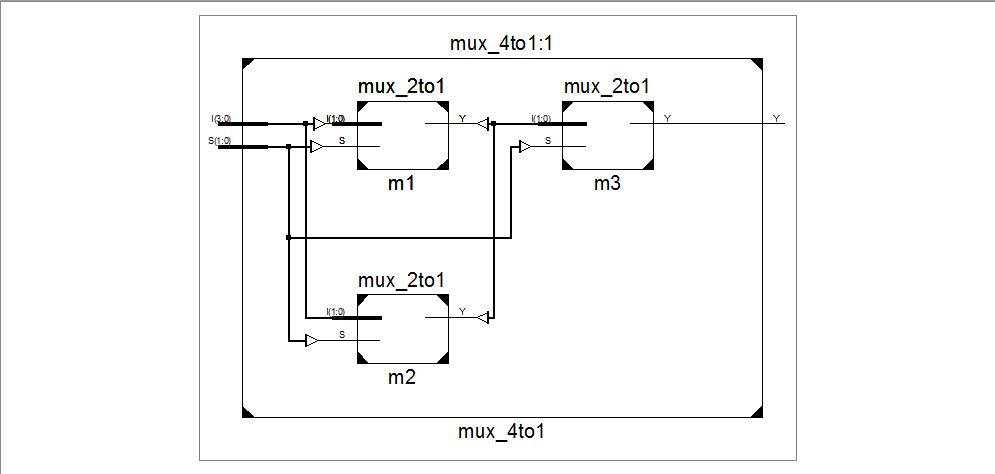 mux_4to1:1
mux_2to1 mux_2to1
I(3:0) I(1:0) Y I(1:0) Y Y
S(1:0) S S
m1 m3
mux_2to1
I(1:0) Y
S
m2
mux_4to1